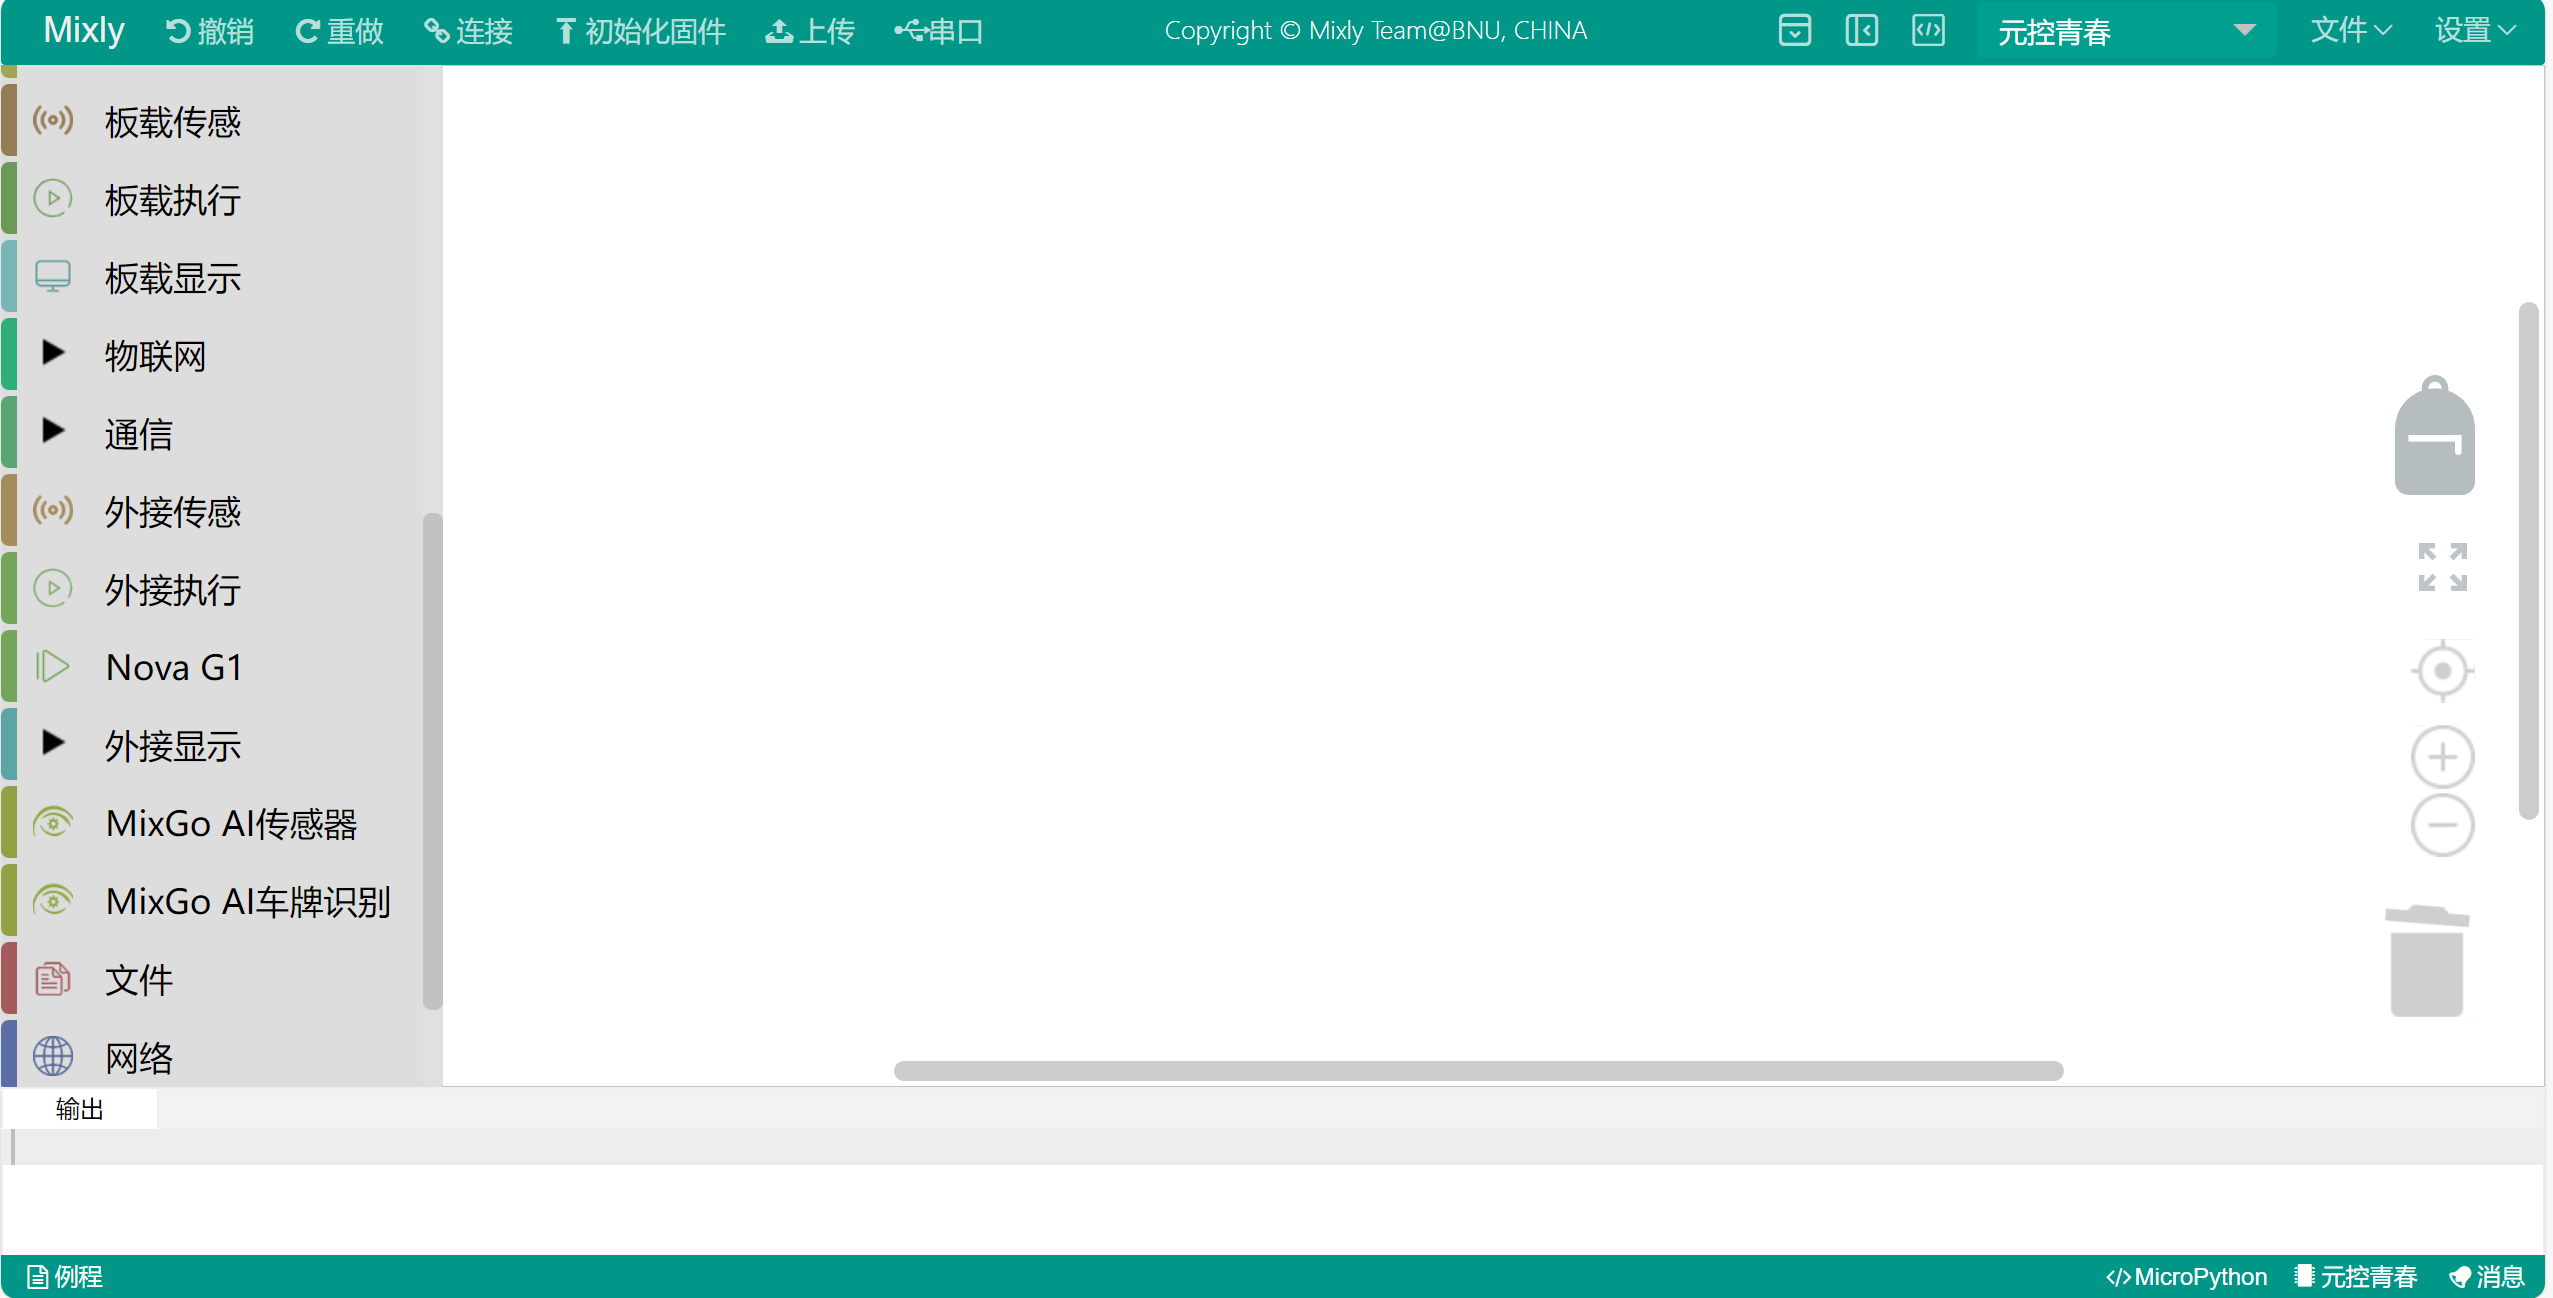 Mixly 撤销 重做 连接 初始化固件 上传 串口 Copyright © Mixly Team@BNU, CHINA 元控青春 文件 设置
板载传感
板载执行
板载显示
物联网
通信
外接传感
外接执行
Nova G1
外接显示
MixGo AI传感器
MixGo AI车牌识别
文件
网络
输出
例程 MicroPython 元控青春 消息